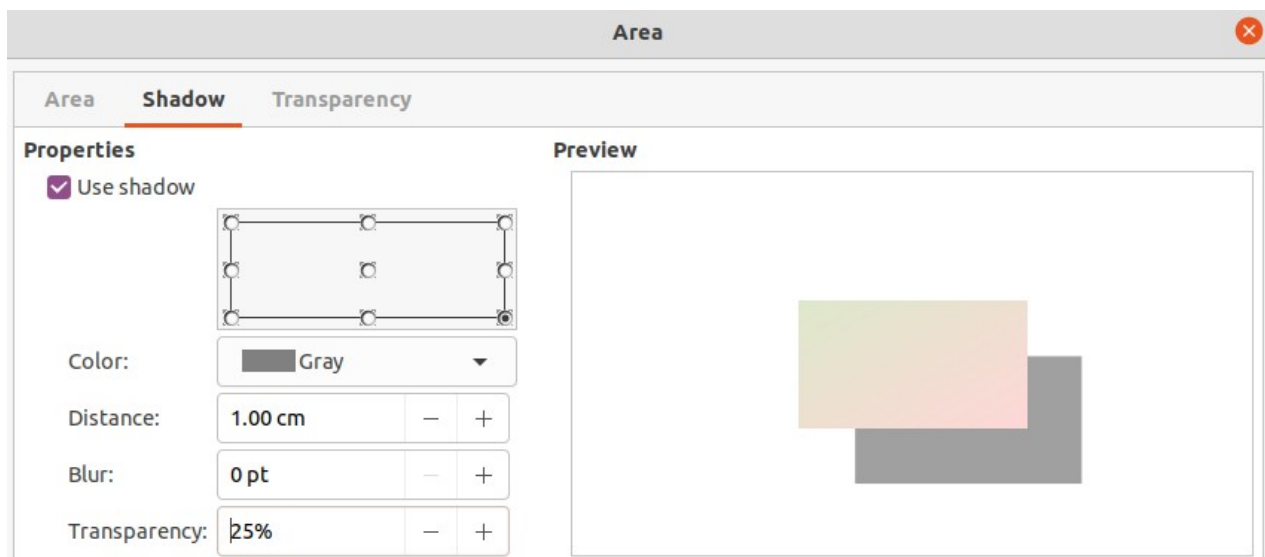 Area
Area Shadow Transparency
Properties
Use shadow
Color: Gray
Distance: 1.00 cm
Blur: 0 pt
Transparency: 25%
Preview